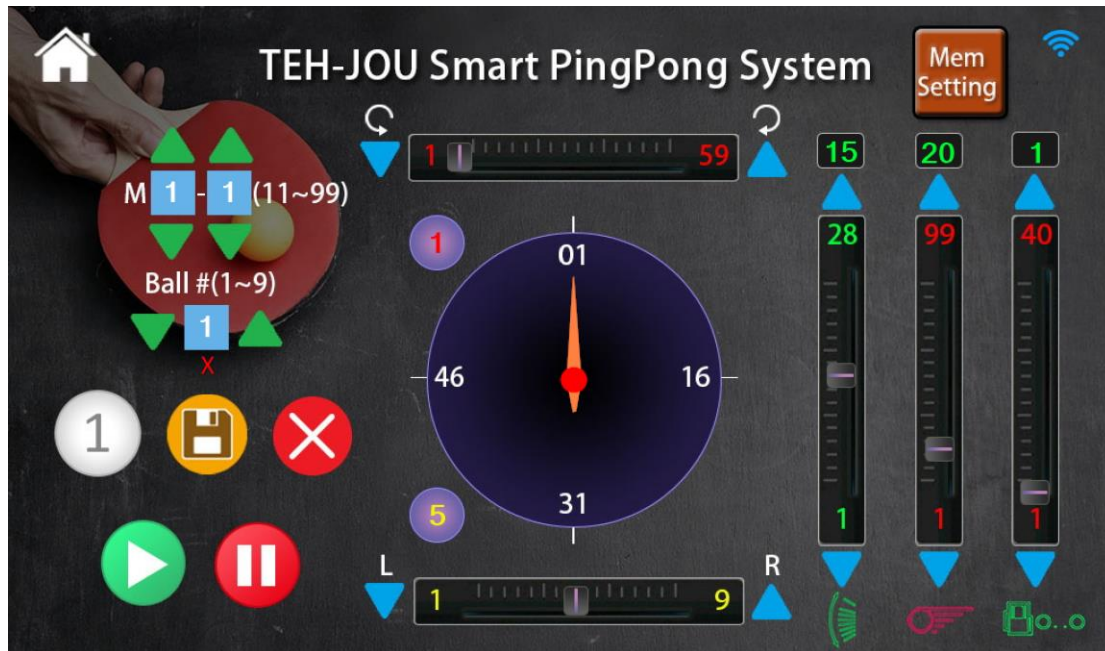 TEH-JOU Smart PingPong System
Mem
Setting
1 59
15 20 1
M 1 - 1 (11~99)
28 99 40
1
01
Ball #(1~9)
1
X
46 16
1
31
5
1 1 1
L R
1 9